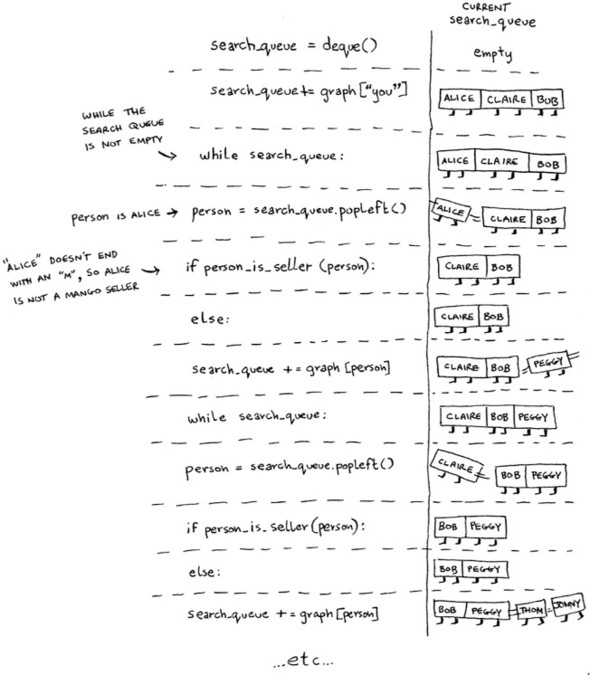 CURRENT
search_queue
search_queue = deque()
empty
search_queue += graph["you"]
ALICE CLAIRE BOB
WHILE THE
SEARCH QUEUE
IS NOT EMPTY
while search_queue:
ALICE CLAIRE BOB
PERSON IS ALICE
person = search_queue.popleft()
ALICE CLAIRE BOB
"ALICE" DOESN'T END
WITH AN "M", SO ALICE
IS NOT A MANGO SELLER
if person_is_seller (person):
CLAIRE BOB
else:
CLAIRE BOB
search_queue += graph [person]
CLAIRE BOB PEGGY
while search_queue:
CLAIRE BOB PEGGY
person = search_queue.popleft()
CLAIRE BOB PEGGY
if person_is_seller (person):
BOB PEGGY
else:
BOB PEGGY
search_queue += graph [person]
BOB PEGGY THOM JONNY
...etc...